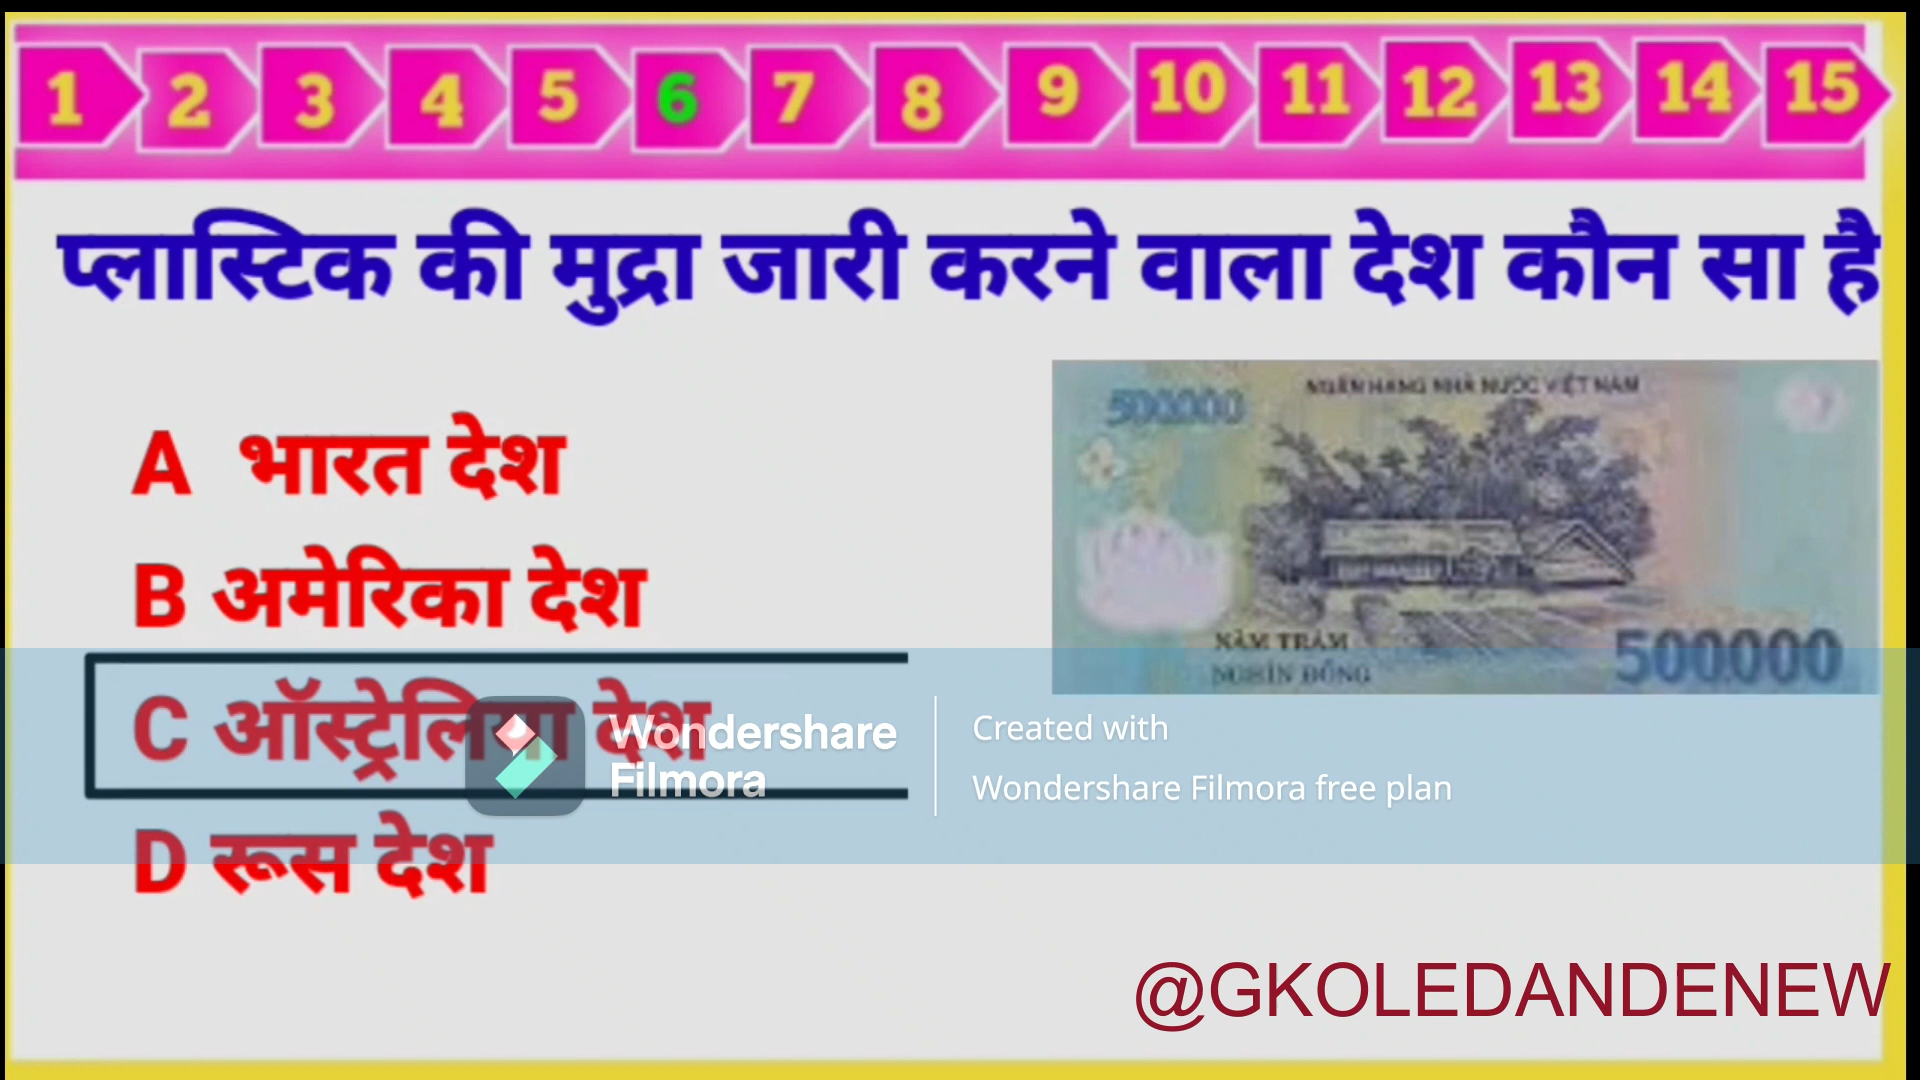 1 2 3 4 5 6 7 8 9 10 11 12 13 14 15
प्लास्टिक की मुद्रा जारी करने वाला देश कौन सा है
500000 NGÂN HÀNG NHÀ NƯỚC VIỆT NAM
A भारत देश
B अमेरिका देश
NĂM TRĂM
NGHÌN ĐỒNG
500000
C ऑस्ट्रेलिया देश
Wondershare
Filmora
Created with
Wondershare Filmora free plan
D रूस देश
@GKOLEDANDENEW